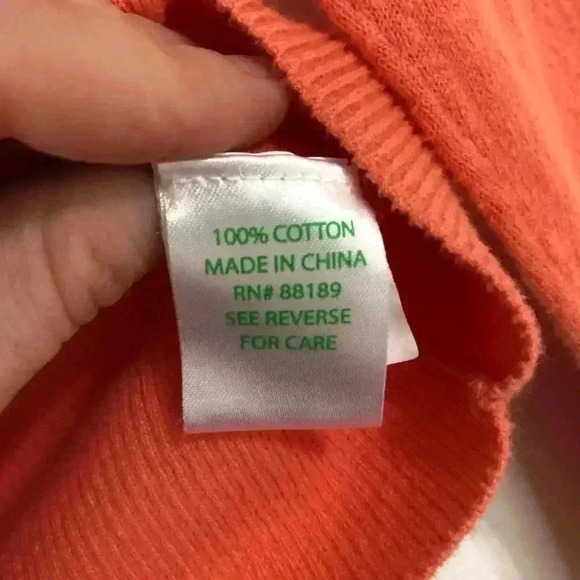 100% COTTON
MADE IN CHINA
RN# 88189
SEE REVERSE
FOR CARE